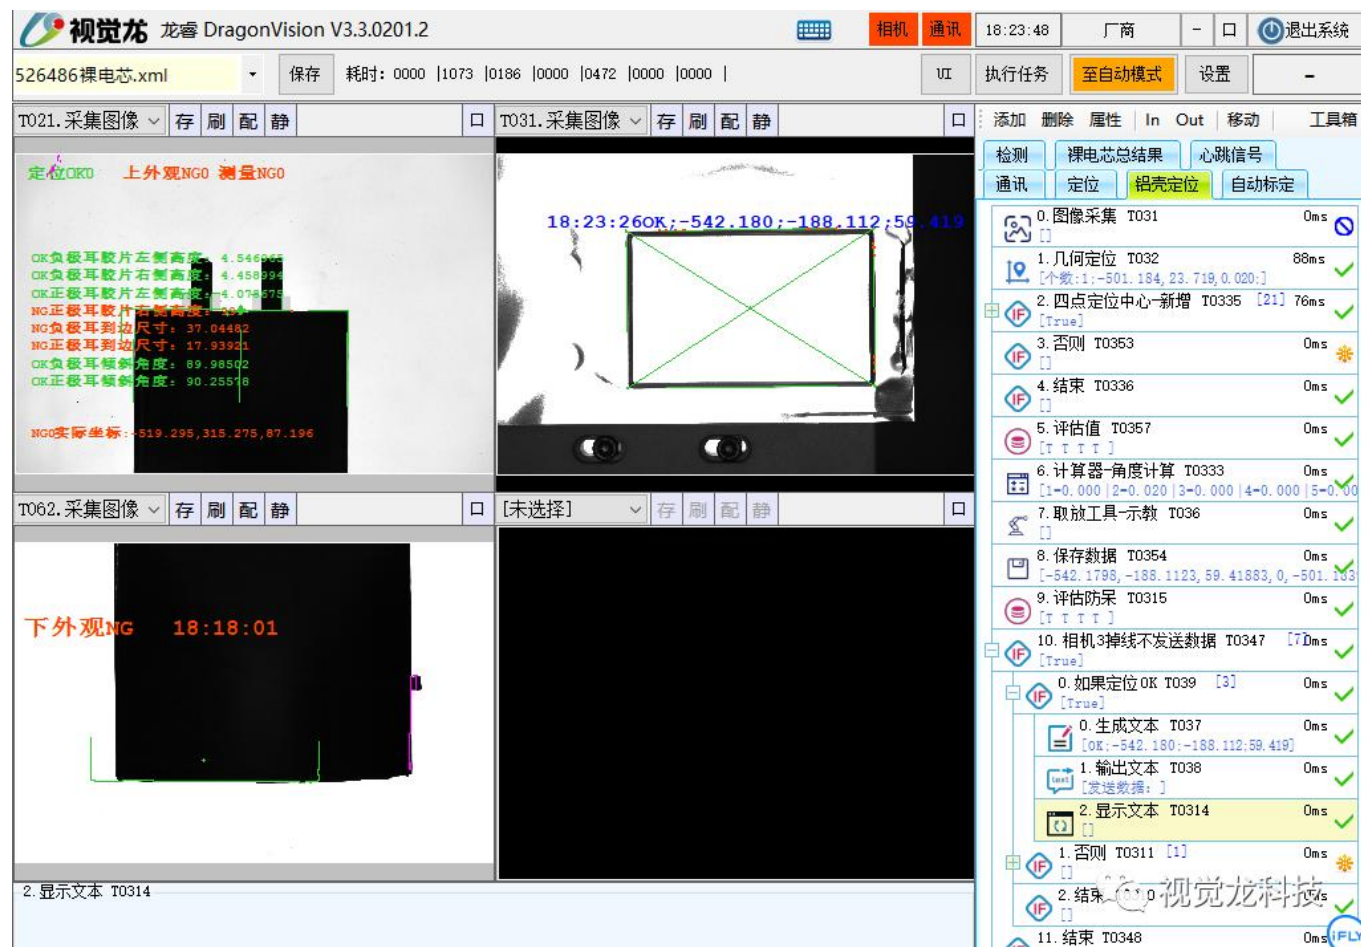 视觉龙 龙睿 DragonVision V3.3.0201.2 相机 通讯 18:23:48 厂商 退出系统
526486裸电芯.xml 保存 耗时: 0000 |1073 |0186 |0000 |0472 |0000 |0000 | UI 执行任务 至自动模式 设置
T021.采集图像 存 刷 配 静
定位OK0 上外观NG0 测量NG0
OK负极耳胶片左侧高度:
OK负极耳胶片右侧高度: 4.458994
OK正极耳胶片左侧高度:
NG正极耳胶片右侧高度:
NG负极耳到边尺寸: 37.04482
NG正极耳到边尺寸: 17.93921
OK负极耳倾斜角度: 89.98502
OK正极耳倾斜角度: 90.25578
NG0实际坐标:-519.295,315.275,87.196
T031.采集图像 存 刷 配 静
18:23:26OK;-542.180;-188.112;59.419
T062.采集图像 存 刷 配 静
下外观NG 18:18:01
[未选择] 存 刷 配 静
2.显示文本 T0314
添加 删除 属性 In Out 移动 工具箱
检测 裸电芯总结果 心跳信号
通讯 定位 铝壳定位 自动标定
0.图像采集 T031 0ms
[]
1.几何定位 T032 88ms
[个数:1;-501.184,23.719,0.020;]
2.四点定位中心-新增 T0335 [21] 76ms
[True]
3.否则 T0353 0ms
[]
4.结束 T0336 0ms
[]
5.评估值 T0357 0ms
[T T T T ]
6.计算器-角度计算 T0333 0ms
[1=0.000|2=0.020|3=0.000|4=0.000|5=0.00
7.取放工具-示教 T036 0ms
[]
8.保存数据 T0354 0ms
[-542.1798,-188.1123,59.41883,0,-501.183
9.评估防呆 T0315 0ms
[T T T T ]
10.相机3掉线不发送数据 T0347 [7] 0ms
[True]
0.如果定位OK T039 [3] 0ms
[True]
0.生成文本 T037 0ms
[OK;-542.180;-188.112;59.419]
1.输出文本 T038 0ms
[发送数据: ]
2.显示文本 T0314 0ms
[]
1.否则 T0311 [1] 0ms
[]
2.结束 0ms
[]
视觉龙科技
11.结束 T0348 0ms
iFLY